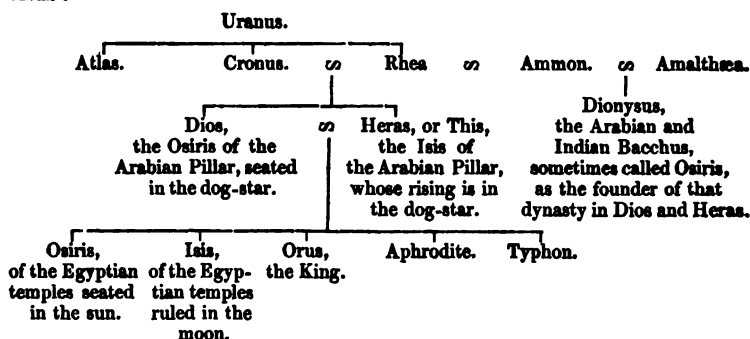 Uranus.
Atlas. Cronus. ᔕ Rhea ᔕ Ammon. ᔕ Amalthæa.
Dios,
the Osiris of the
Arabian Pillar, seated
in the dog-star.
ᔕ
Heras, or This,
the Isis of
the Arabian Pillar,
whose rising is in
the dog-star.
Dionysus,
the Arabian and
Indian Bacchus,
sometimes called Osiris,
as the founder of that
dynasty in Dios and Heras.
Osiris,
of the Egyptian
temples seated
in the sun.
Isis,
of the Egyp-
tian temples
ruled in the
moon.
Orus,
the King.
Aphrodite.
Typhon.